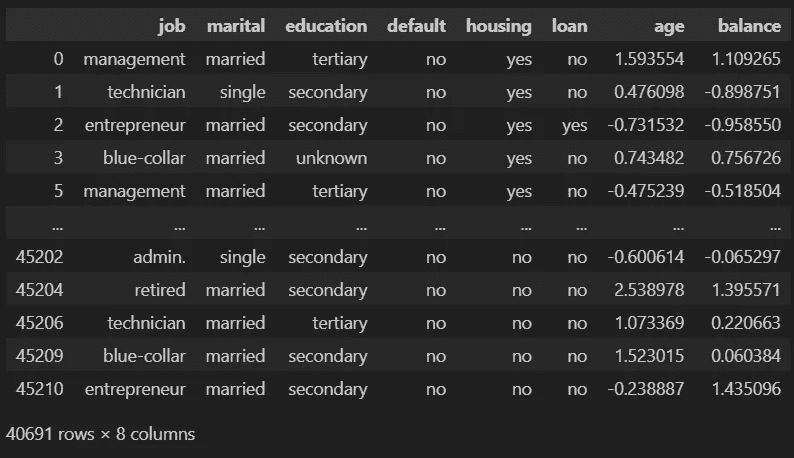 job marital education default housing loan age balance
0 management married tertiary no yes no 1.593554 1.109265
1 technician single secondary no yes no 0.476098 -0.898751
2 entrepreneur married secondary no yes yes -0.731532 -0.958550
3 blue-collar married unknown no yes no 0.743482 0.756726
5 management married tertiary no yes no -0.475239 -0.518504
... ... ... ... ... ... ... ... ...
45202 admin. single secondary no no no -0.600614 -0.065297
45204 retired married secondary no no no 2.538978 1.395571
45206 technician married tertiary no no no 1.073369 0.220663
45209 blue-collar married secondary no no no 1.523015 0.060384
45210 entrepreneur married secondary no no no -0.238887 1.435096
40691 rows × 8 columns